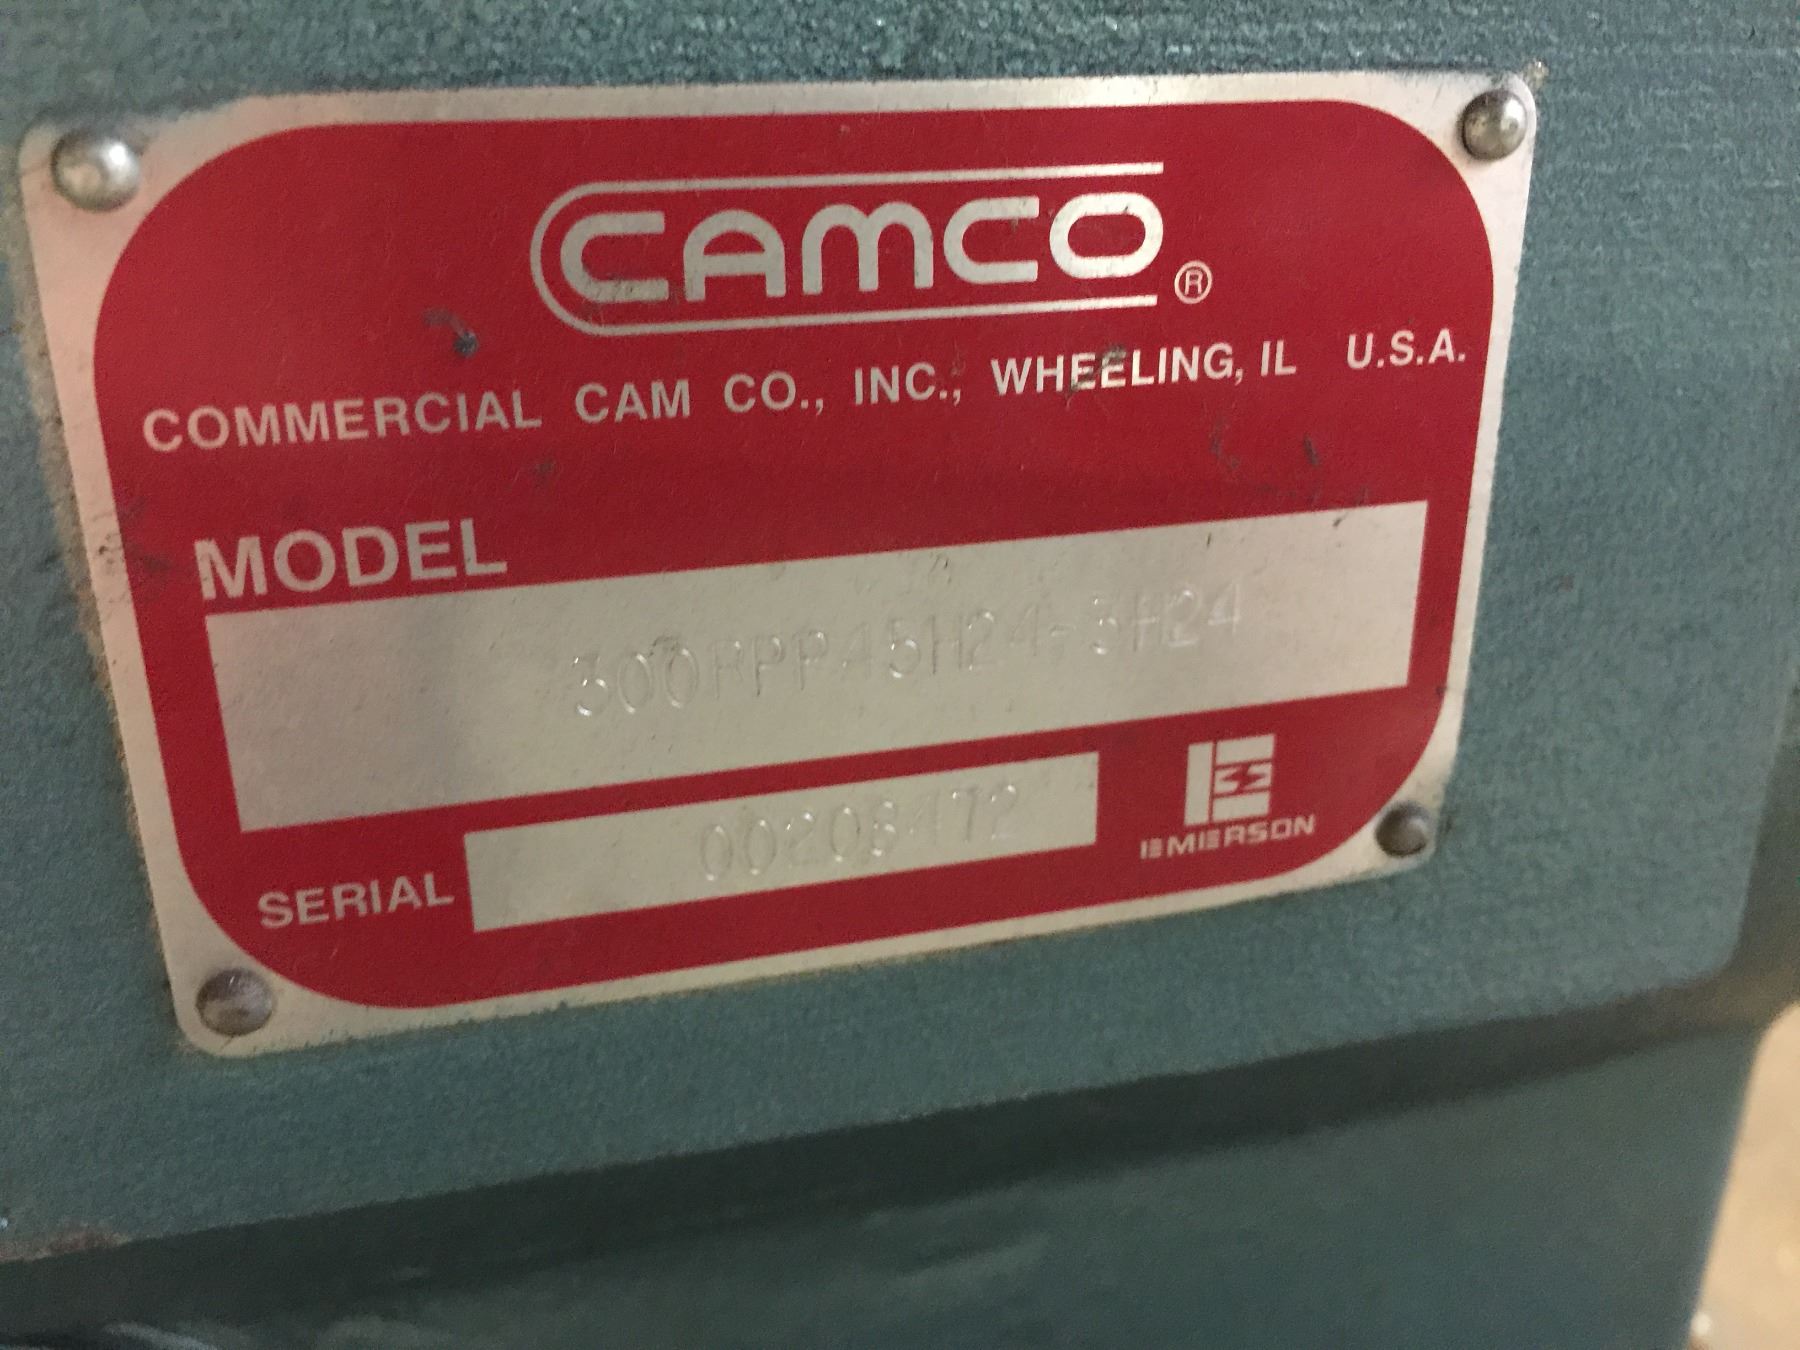 CAMCO ®
COMMERCIAL CAM CO., INC., WHEELING, IL U.S.A.
MODEL
300RPP45H24-3H24
SERIAL 00208472
EMERSON